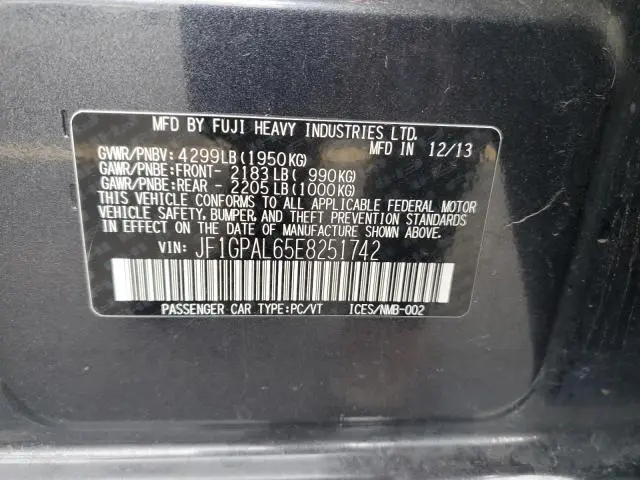 MFD BY FUJI HEAVY INDUSTRIES LTD.
MFD IN 12/13
GVWR/PNBV: 4299LB(1950KG)
GAWR/PNBE:FRONT- 2183LB( 990KG)
GAWR/PNBE:REAR - 2205LB(1000KG)
THIS VEHICLE CONFORMS TO ALL APPLICABLE FEDERAL MOTOR
VEHICLE SAFETY, BUMPER, AND THEFT PREVENTION STANDARDS
IN EFFECT ON THE DATE OF MANUFACTURE SHOWN ABOVE.
VIN: JF1GPAL65E8251742
PASSENGER CAR TYPE:PC/VT ICES/NMB-002